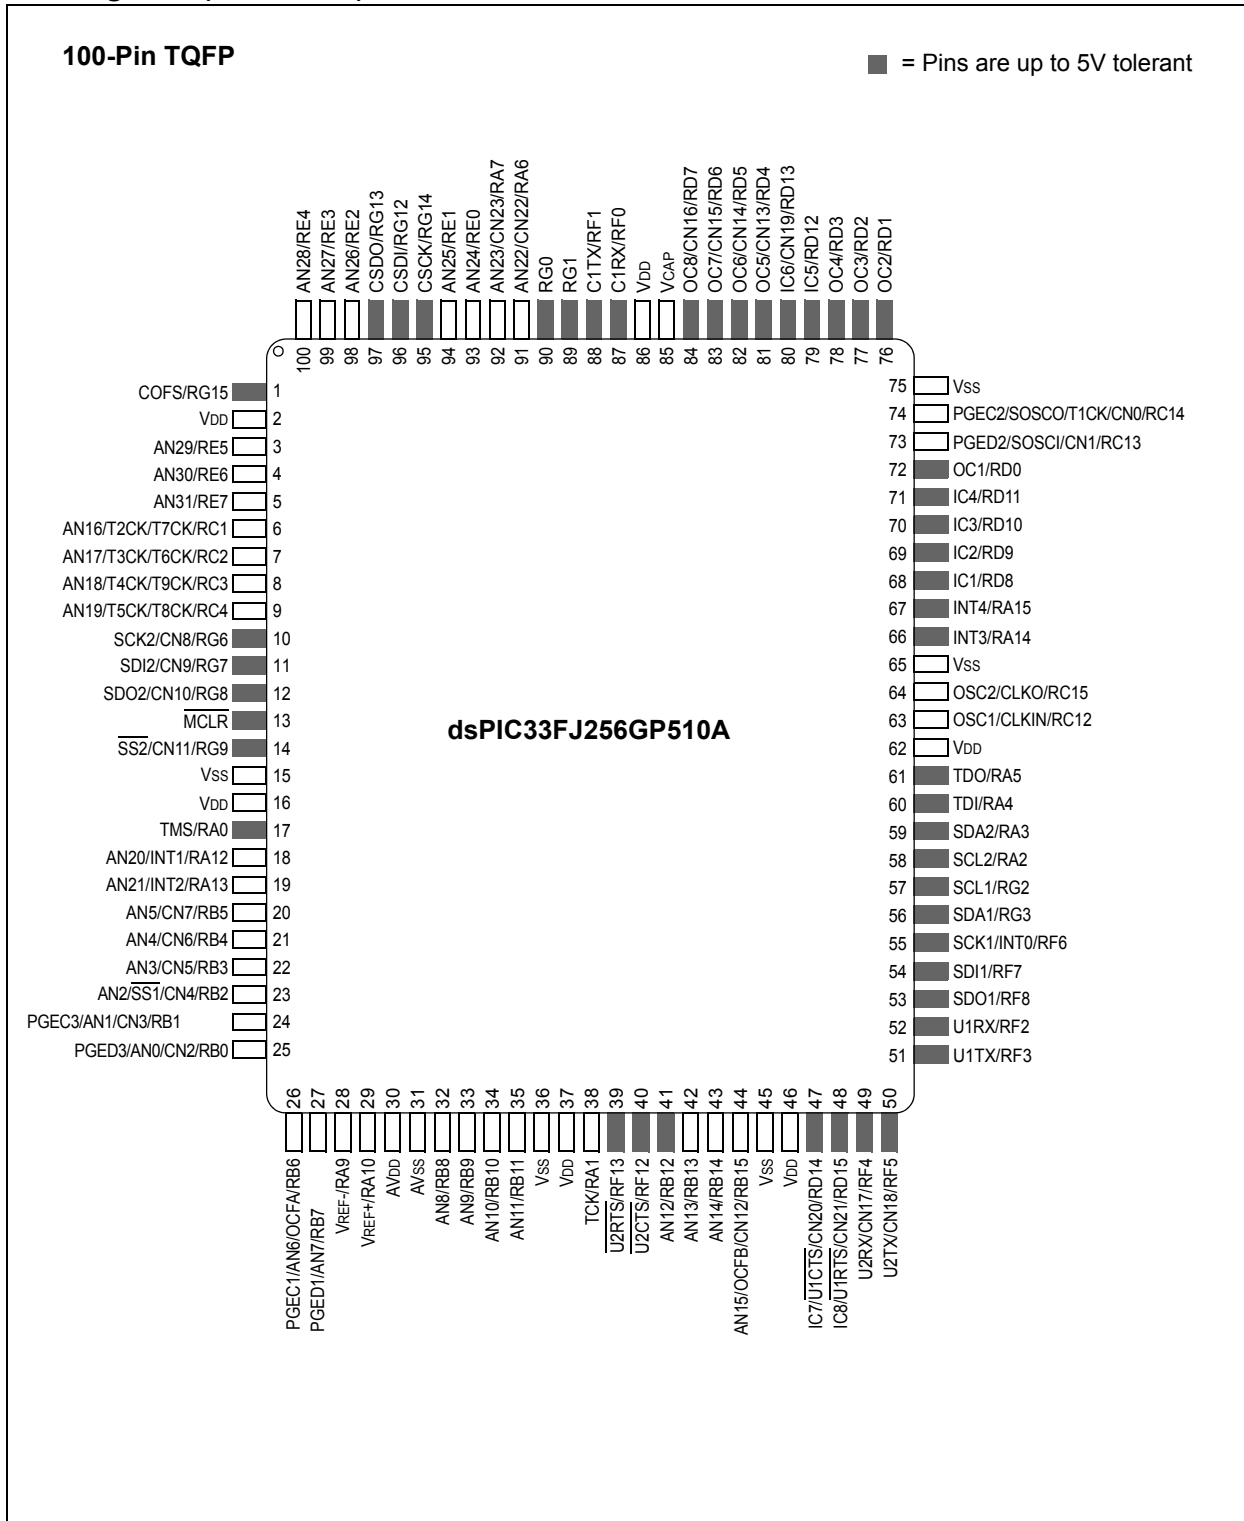 100-Pin TQFP
= Pins are up to 5V tolerant
AN28/RE4
AN27/RE3
AN26/RE2
CSDO/RG13
CSDI/RG12
CSCK/RG14
AN25/RE1
AN24/RE0
AN23/CN23/RA7
AN22/CN22/RA6
RG0
RG1
C1TX/RF1
C1RX/RF0
VDD
VCAP
OC8/CN16/RD7
OC7/CN15/RD6
OC6/CN14/RD5
OC5/CN13/RD4
IC6/CN19/RD13
IC5/RD12
OC4/RD3
OC3/RD2
OC2/RD1
100
99
98
97
96
95
94
93
92
91
90
89
88
87
86
85
84
83
82
81
80
79
78
77
76
COFS/RG15 1
VDD 2
AN29/RE5 3
AN30/RE6 4
AN31/RE7 5
AN16/T2CK/T7CK/RC1 6
AN17/T3CK/T6CK/RC2 7
AN18/T4CK/T9CK/RC3 8
AN19/T5CK/T8CK/RC4 9
SCK2/CN8/RG6 10
SDI2/CN9/RG7 11
SDO2/CN10/RG8 12
MCLR 13
SS2/CN11/RG9 14
VSS 15
VDD 16
TMS/RA0 17
AN20/INT1/RA12 18
AN21/INT2/RA13 19
AN5/CN7/RB5 20
AN4/CN6/RB4 21
AN3/CN5/RB3 22
AN2/SS1/CN4/RB2 23
PGEC3/AN1/CN3/RB1 24
PGED3/AN0/CN2/RB0 25
dsPIC33FJ256GP510A
75 VSS
74 PGEC2/SOSCO/T1CK/CN0/RC14
73 PGED2/SOSCI/CN1/RC13
72 OC1/RD0
71 IC4/RD11
70 IC3/RD10
69 IC2/RD9
68 IC1/RD8
67 INT4/RA15
66 INT3/RA14
65 VSS
64 OSC2/CLKO/RC15
63 OSC1/CLKIN/RC12
62 VDD
61 TDO/RA5
60 TDI/RA4
59 SDA2/RA3
58 SCL2/RA2
57 SCL1/RG2
56 SDA1/RG3
55 SCK1/INT0/RF6
54 SDI1/RF7
53 SDO1/RF8
52 U1RX/RF2
51 U1TX/RF3
26
27
28
29
30
31
32
33
34
35
36
37
38
39
40
41
42
43
44
45
46
47
48
49
50
PGEC1/AN6/OCFA/RB6
PGED1/AN7/RB7
VREF-/RA9
VREF+/RA10
AVDD
AVSS
AN8/RB8
AN9/RB9
AN10/RB10
AN11/RB11
VSS
VDD
TCK/RA1
U2RTS/RF13
U2CTS/RF12
AN12/RB12
AN13/RB13
AN14/RB14
AN15/OCFB/CN12/RB15
VSS
VDD
IC7/U1CTS/CN20/RD14
IC8/U1RTS/CN21/RD15
U2RX/CN17/RF4
U2TX/CN18/RF5